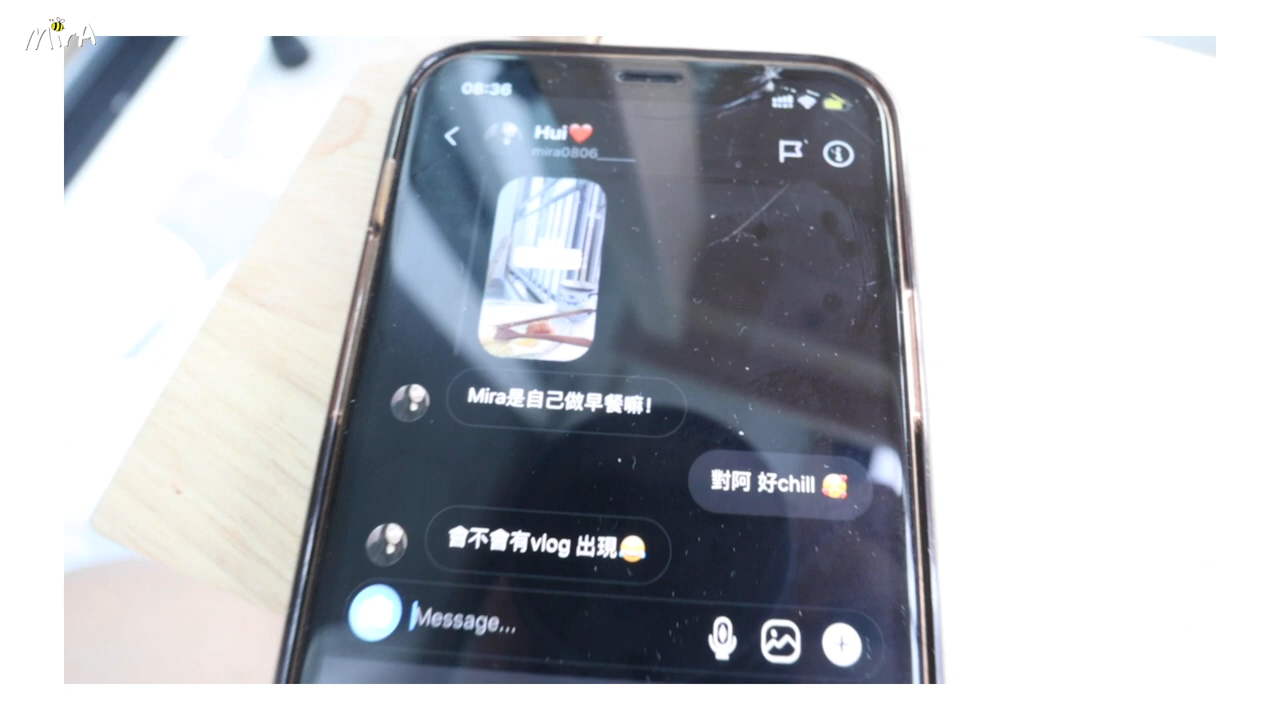 MirA
08:36
Hui❤️
mira0806____
Mira是自己做早餐嘛!
對阿 好chill 🥰
會不會有vlog 出現😂
Message...